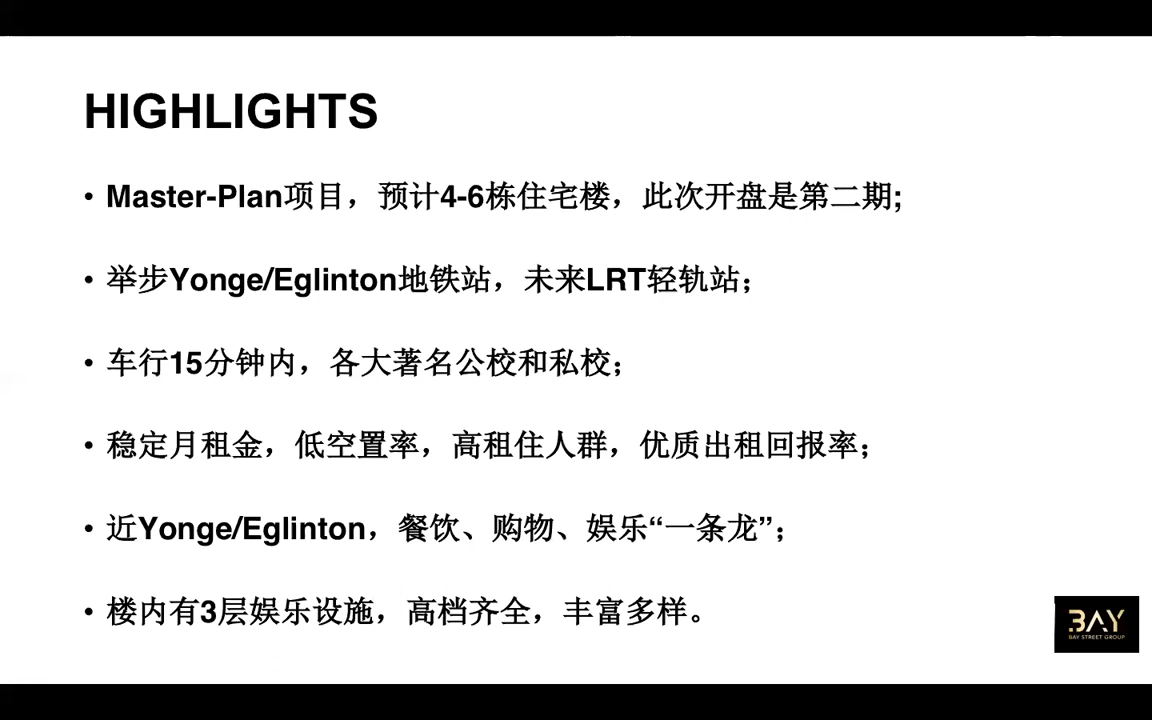 HIGHLIGHTS
• Master-Plan项目，预计4-6栋住宅楼，此次开盘是第二期;
• 举步Yonge/Eglinton地铁站，未来LRT轻轨站；
• 车行15分钟内，各大著名公校和私校；
• 稳定月租金，低空置率，高租住人群，优质出租回报率；
• 近Yonge/Eglinton，餐饮、购物、娱乐“一条龙”；
• 楼内有3层娱乐设施，高档齐全，丰富多样。
BAY
BAY STREET GROUP